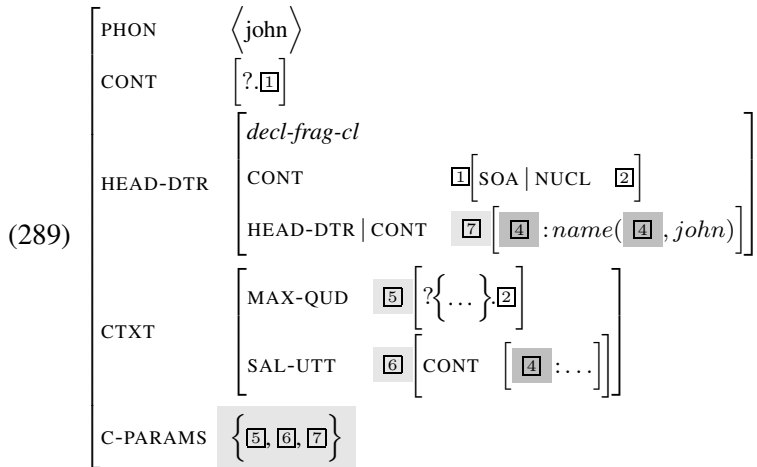 PHON ⟨john⟩
CONT [?.1]
decl-frag-cl
CONT 1[SOA | NUCL 2]
HEAD-DTR
HEAD-DTR | CONT 7[4 : name(4, john)]
(289)
MAX-QUD 5[?{…}.2]
CTXT
SAL-UTT 6[CONT [4 : …]]
C-PARAMS {5, 6, 7}